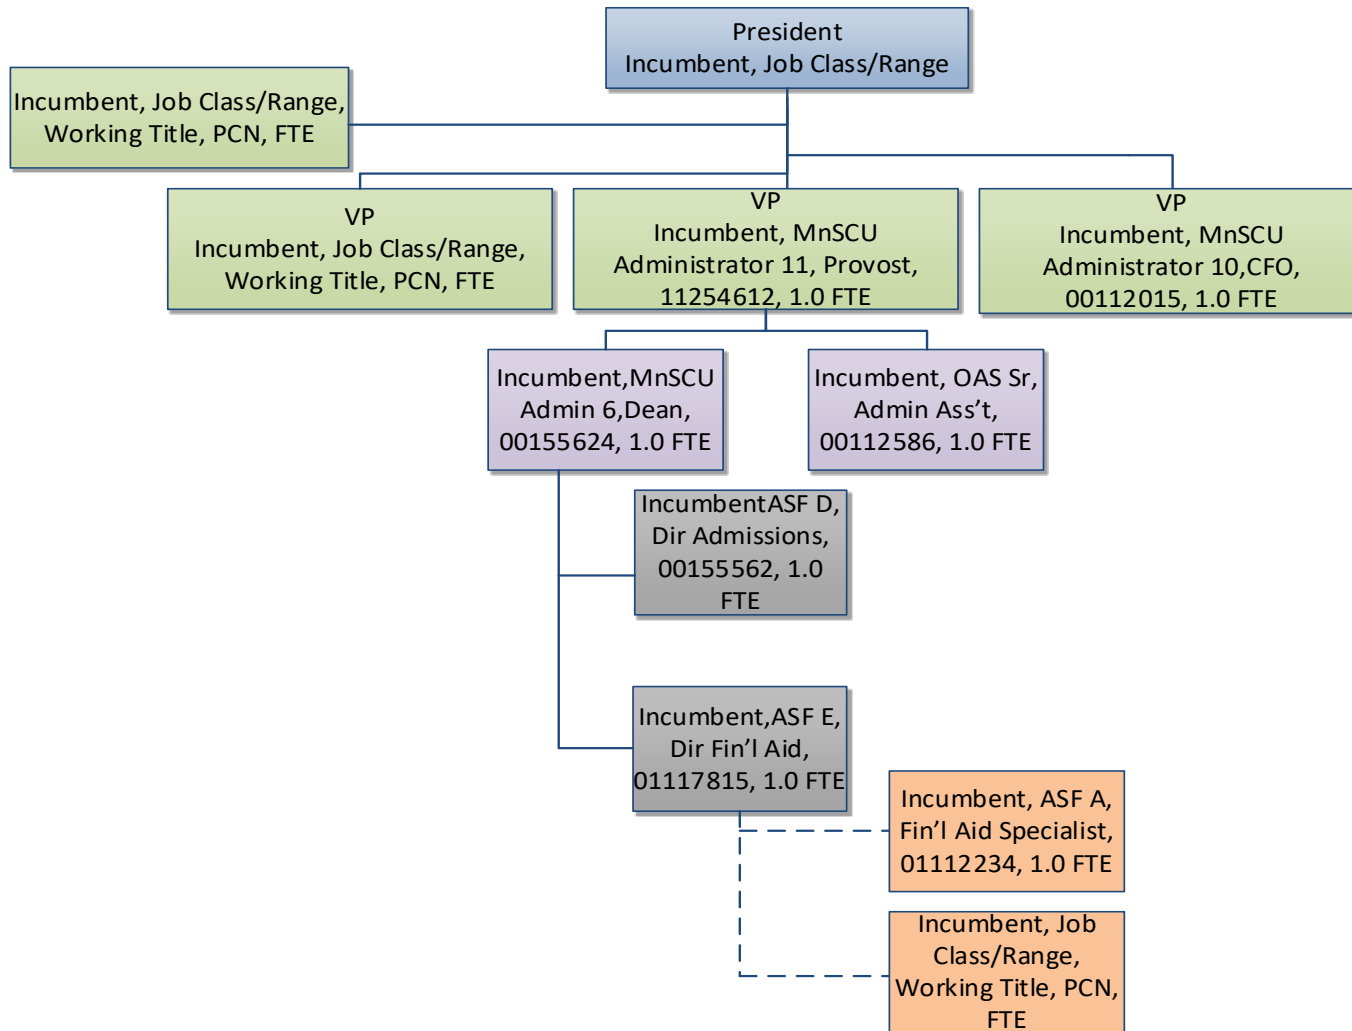 President
Incumbent, Job Class/Range
Incumbent, Job Class/Range,
Working Title, PCN, FTE
VP
Incumbent, Job Class/Range,
Working Title, PCN, FTE
VP
Incumbent, MnSCU
Administrator 11, Provost,
11254612, 1.0 FTE
VP
Incumbent, MnSCU
Administrator 10,CFO,
00112015, 1.0 FTE
Incumbent,MnSCU
Admin 6,Dean,
00155624, 1.0 FTE
Incumbent, OAS Sr,
Admin Ass’t,
00112586, 1.0 FTE
IncumbentASF D,
Dir Admissions,
00155562, 1.0
FTE
Incumbent,ASF E,
Dir Fin’l Aid,
01117815, 1.0 FTE
Incumbent, ASF A,
Fin’l Aid Specialist,
01112234, 1.0 FTE
Incumbent, Job
Class/Range,
Working Title, PCN,
FTE